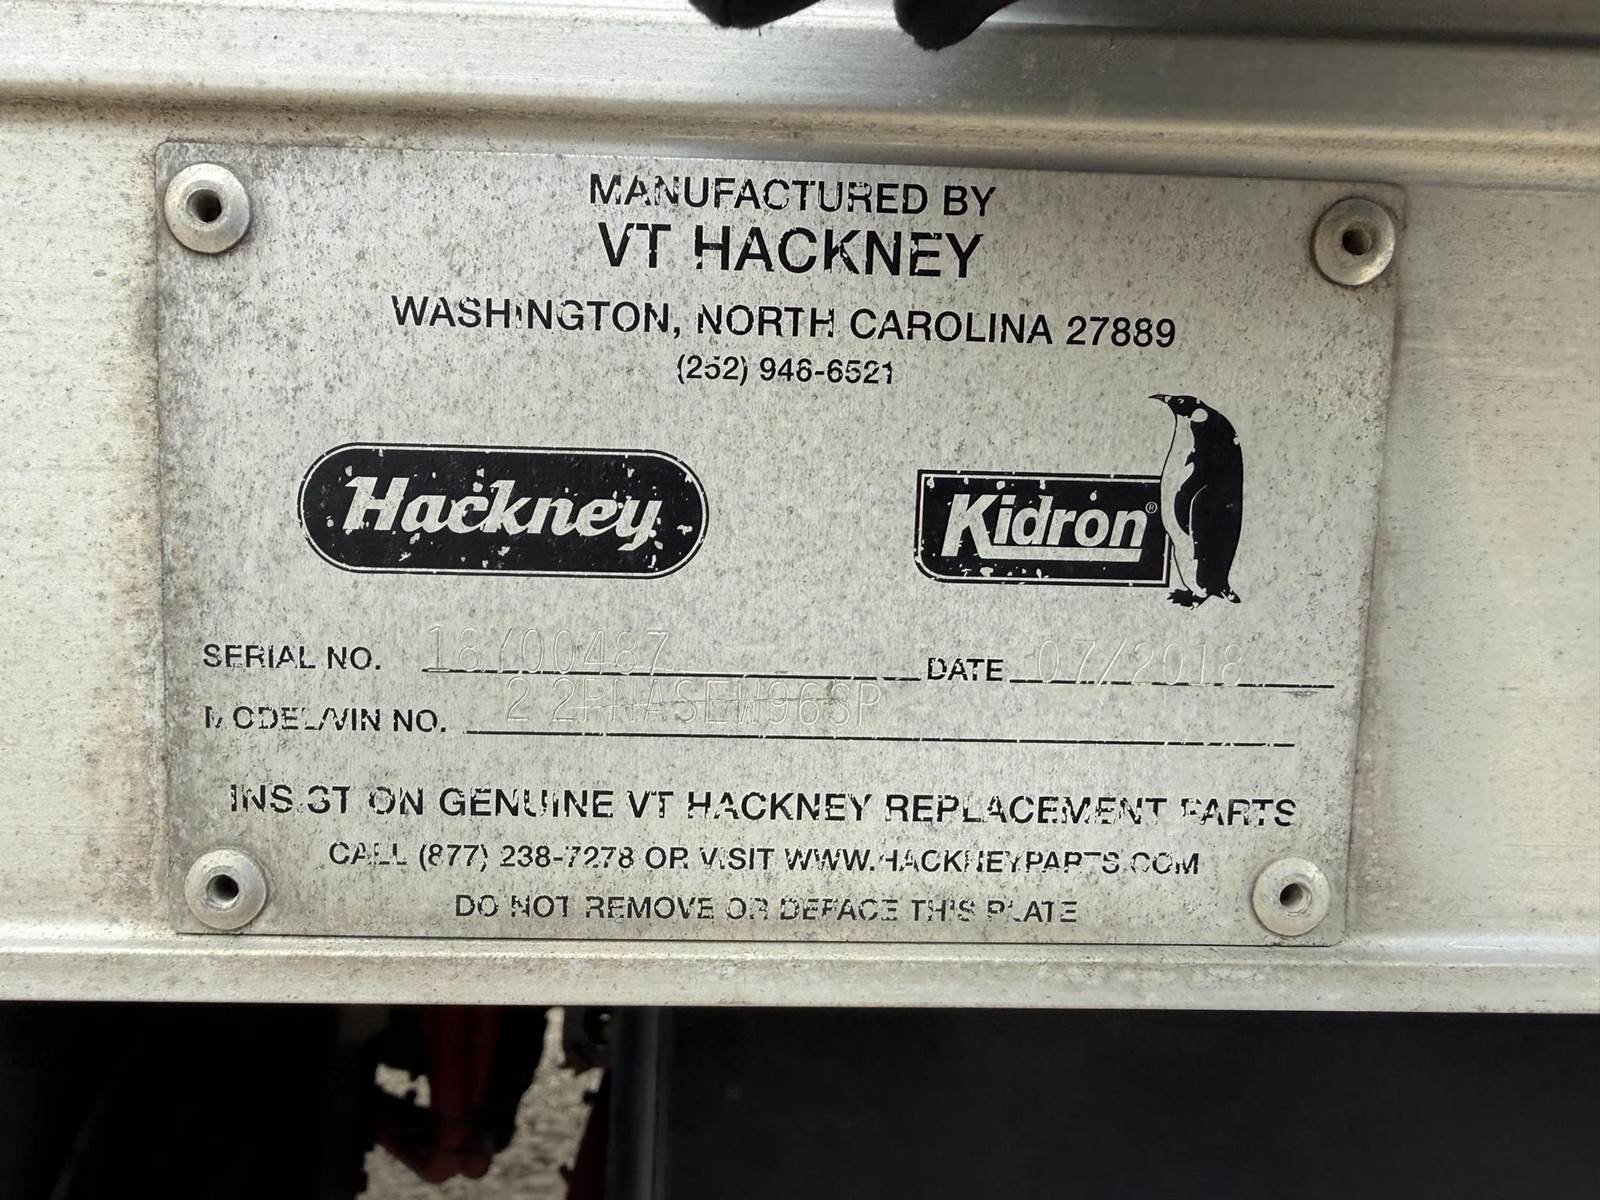 MANUFACTURED BY
VT HACKNEY
WASHINGTON, NORTH CAROLINA 27889
(252) 946-6521
Hackney
Kidron®
SERIAL NO. 18Y00487 DATE 07/2018
MODEL/VIN NO. 2 2PNASEW96SP
INSIST ON GENUINE VT HACKNEY REPLACEMENT PARTS
CALL (877) 238-7278 OR VISIT WWW.HACKNEYPARTS.COM
DO NOT REMOVE OR DEFACE THIS PLATE